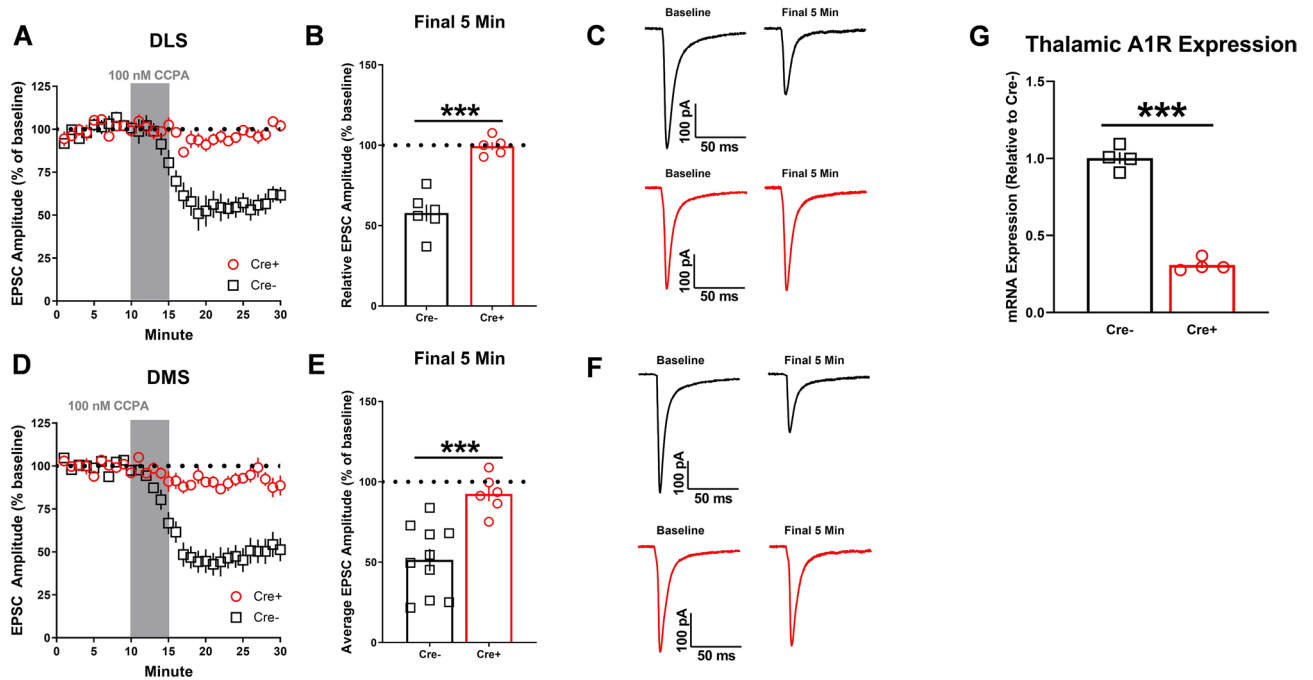 A
DLS
100 nM CCPA
EPSC Amplitude (% of baseline)
125
100
75
50
25
0
Cre+
Cre-
0 5 10 15 20 25 30
Minute
B
Final 5 Min
Relative EPSC Amplitude (% baseline)
150
100
50
0
***
Cre- Cre+
C
Baseline Final 5 Min
100 pA
50 ms
Baseline Final 5 Min
100 pA
50 ms
G
Thalamic A1R Expression
mRNA Expression (Relative to Cre-)
1.5
1.0
0.5
0.0
***
Cre- Cre+
D
DMS
100 nM CCPA
EPSC Amplitude (% baseline)
125
100
75
50
25
0
Cre+
Cre-
0 5 10 15 20 25 30
Minute
E
Final 5 Min
Average EPSC Amplitude (% of baseline)
150
100
50
0
***
Cre- Cre+
F
Baseline Final 5 Min
100 pA
50 ms
Baseline Final 5 Min
100 pA
50 ms